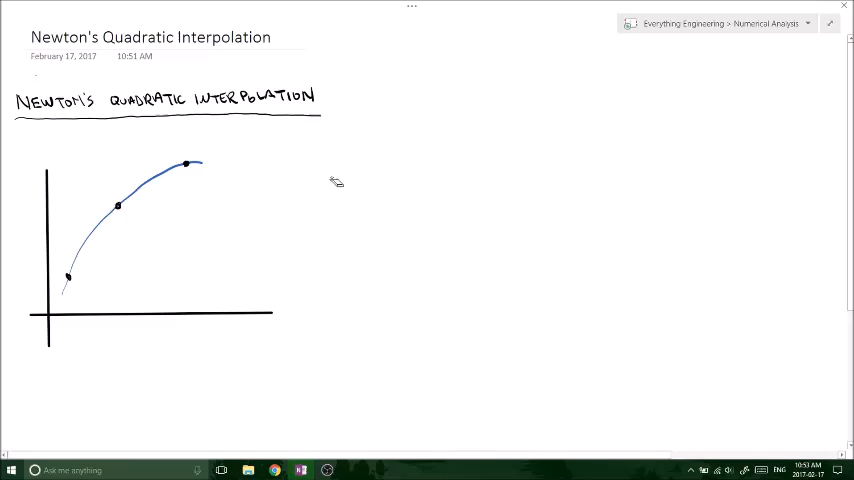 Newton's Quadratic Interpolation
Everything Engineering > Numerical Analysis
February 17, 2017 10:51 AM
NEWTON'S QUADRATIC INTERPOLATION
Ask me anything
ENG
10:53 AM
2017-02-17